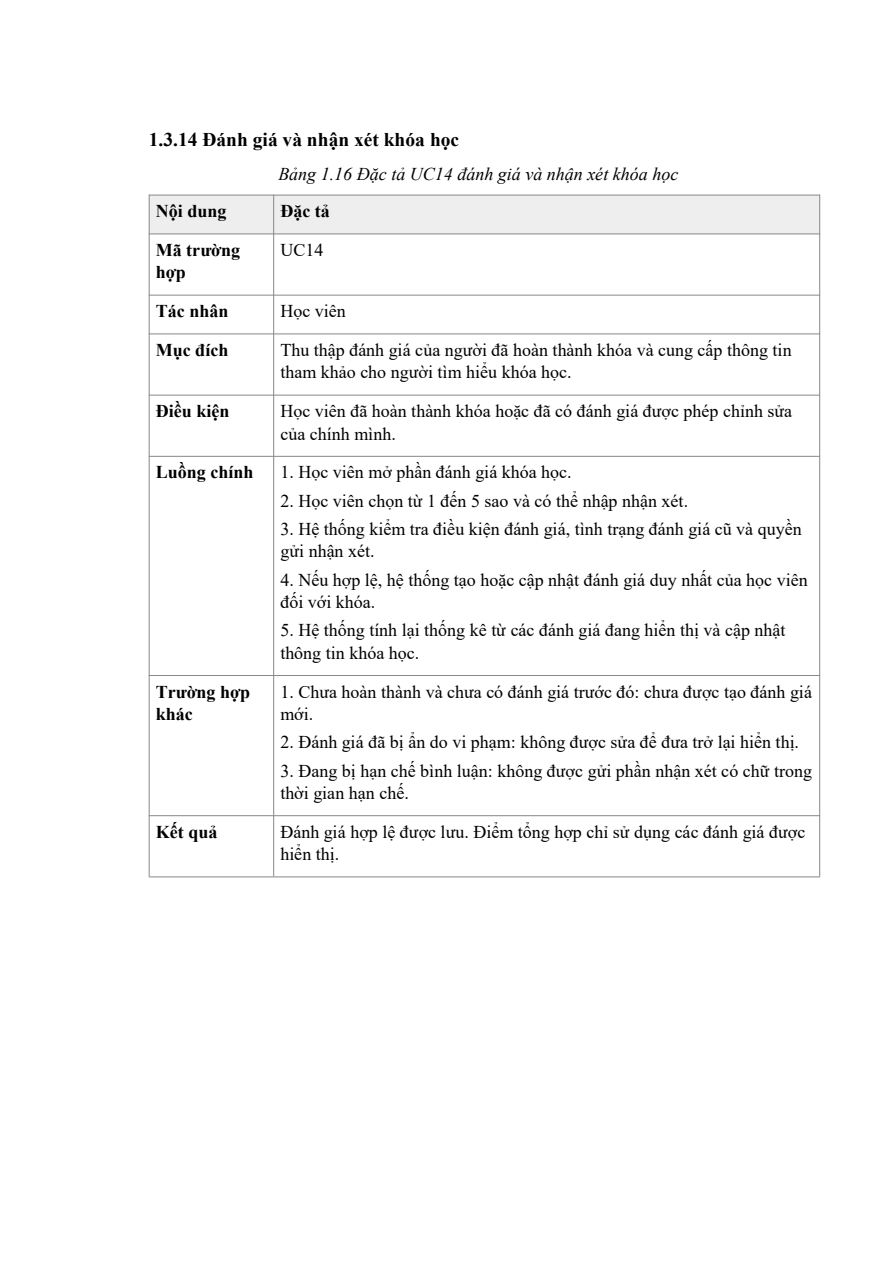 1.3.14 Đánh giá và nhận xét khóa học
Bảng 1.16 Đặc tả UC14 đánh giá và nhận xét khóa học
Nội dung
Đặc tả
Mã trường
hợp
UC14
Tác nhân
Học viên
Mục đích
Thu thập đánh giá của người đã hoàn thành khóa và cung cấp thông tin
tham khảo cho người tìm hiểu khóa học.
Điều kiện
Học viên đã hoàn thành khóa hoặc đã có đánh giá được phép chỉnh sửa
của chính mình.
Luồng chính
1. Học viên mở phần đánh giá khóa học.
2. Học viên chọn từ 1 đến 5 sao và có thể nhập nhận xét.
3. Hệ thống kiểm tra điều kiện đánh giá, tình trạng đánh giá cũ và quyền
gửi nhận xét.
4. Nếu hợp lệ, hệ thống tạo hoặc cập nhật đánh giá duy nhất của học viên
đối với khóa.
5. Hệ thống tính lại thống kê từ các đánh giá đang hiển thị và cập nhật
thông tin khóa học.
Trường hợp
khác
1. Chưa hoàn thành và chưa có đánh giá trước đó: chưa được tạo đánh giá
mới.
2. Đánh giá đã bị ẩn do vi phạm: không được sửa để đưa trở lại hiển thị.
3. Đang bị hạn chế bình luận: không được gửi phần nhận xét có chữ trong
thời gian hạn chế.
Kết quả
Đánh giá hợp lệ được lưu. Điểm tổng hợp chỉ sử dụng các đánh giá được
hiển thị.